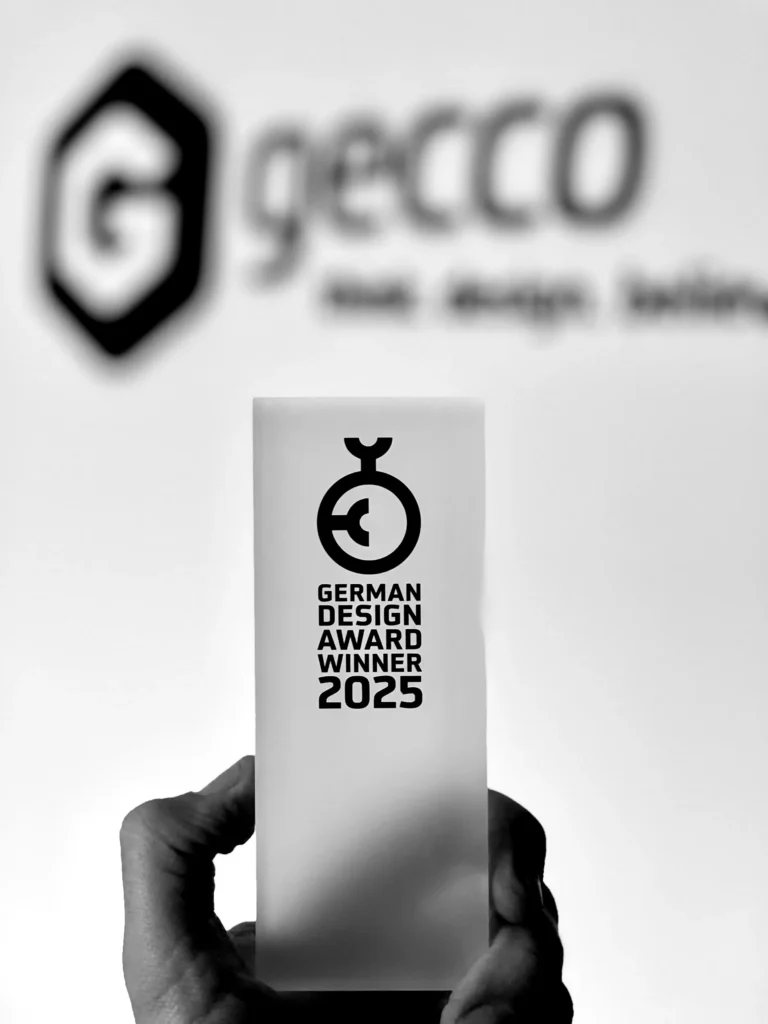 G
gecco
GERMAN
DESIGN
AWARD
WINNER
2025